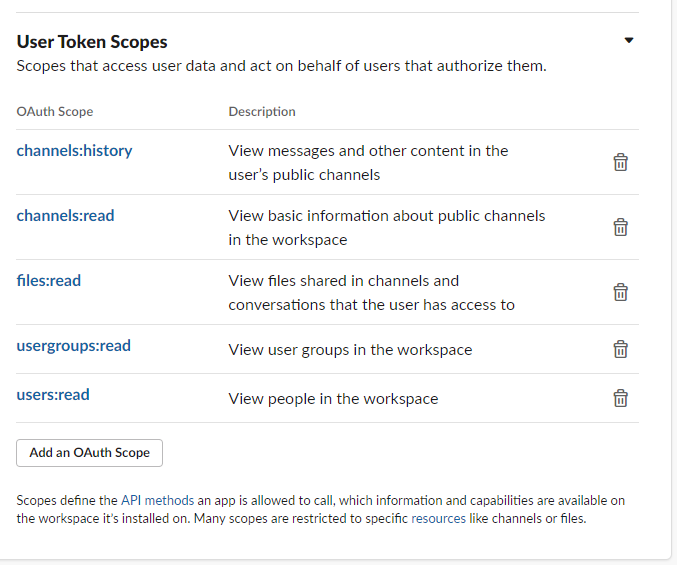 User Token Scopes
Scopes that access user data and act on behalf of users that authorize them.
OAuth Scope Description
channels:history View messages and other content in the
user’s public channels
channels:read View basic information about public channels
in the workspace
files:read View files shared in channels and
conversations that the user has access to
usergroups:read View user groups in the workspace
users:read View people in the workspace
Add an OAuth Scope
Scopes define the API methods an app is allowed to call, which information and capabilities are available on
the workspace it’s installed on. Many scopes are restricted to specific resources like channels or files.